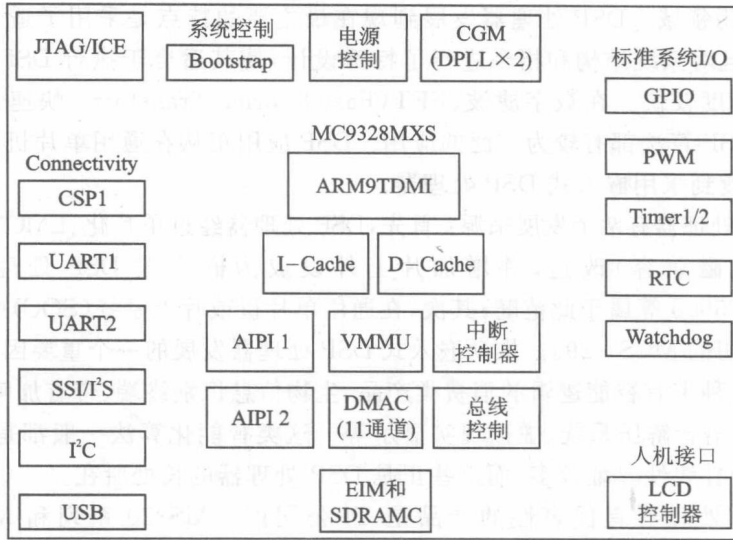 JTAG/ICE
系统控制
Bootstrap
电源
控制
CGM
(DPLL×2)
标准系统I/O
GPIO
PWM
Timer1/2
RTC
Watchdog
MC9328MXS
ARM9TDMI
I-Cache
D-Cache
AIPI 1
VMMU
中断
控制器
AIPI 2
DMAC
(11通道)
总线
控制
EIM和
SDRAMC
Connectivity
CSP1
UART1
UART2
SSI/I²S
I²C
USB
人机接口
LCD
控制器